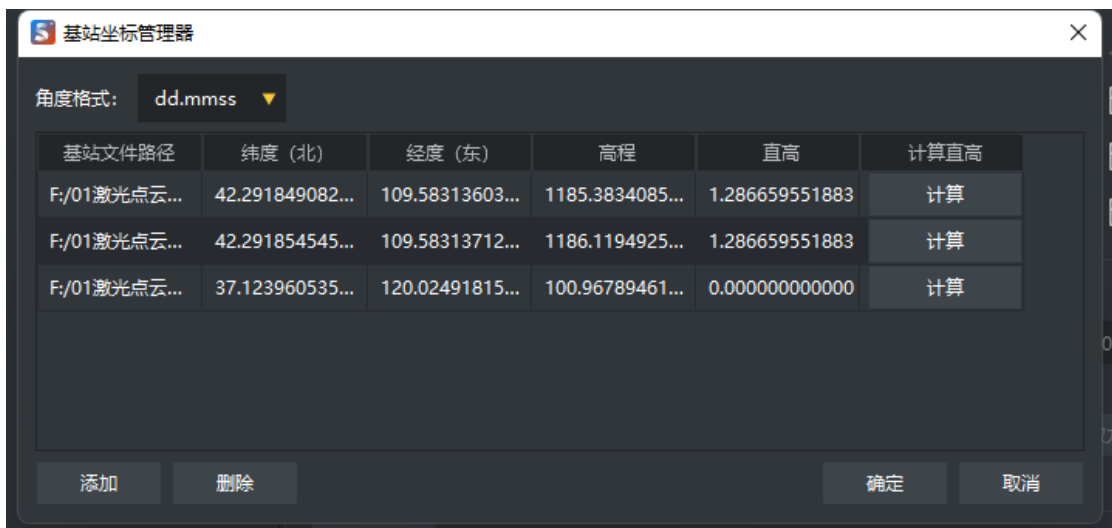 基站坐标管理器
角度格式： dd.mmss
基站文件路径 纬度（北） 经度（东） 高程 直高 计算直高
F:/01激光点云... 42.291849082... 109.58313603... 1185.3834085... 1.286659551883 计算
F:/01激光点云... 42.291854545... 109.58313712... 1186.1194925... 1.286659551883 计算
F:/01激光点云... 37.123960535... 120.02491815... 100.96789461... 0.000000000000 计算
添加 删除 确定 取消